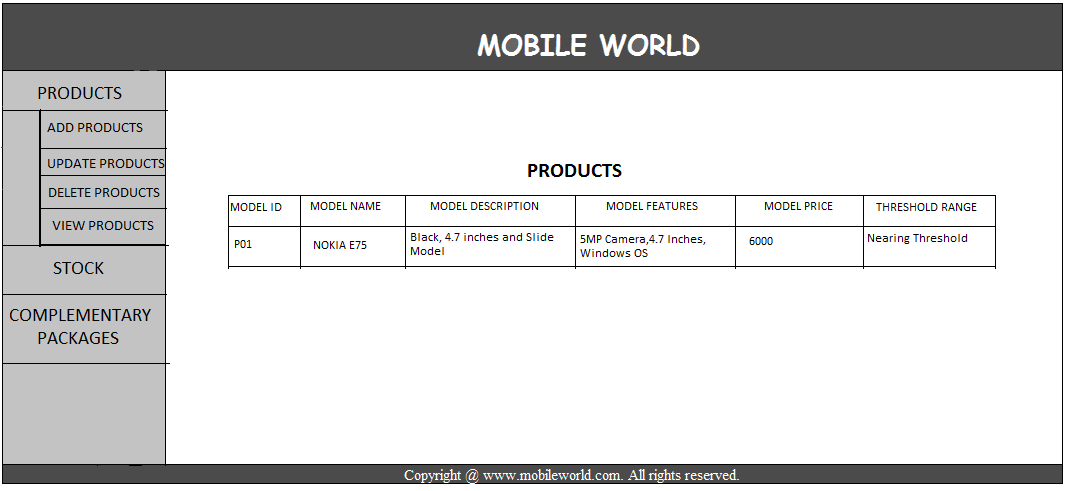 MOBILE WORLD
PRODUCTS
ADD PRODUCTS
UPDATE PRODUCTS
DELETE PRODUCTS
VIEW PRODUCTS
STOCK
COMPLEMENTARY
PACKAGES
PRODUCTS
MODEL ID MODEL NAME MODEL DESCRIPTION MODEL FEATURES MODEL PRICE THRESHOLD RANGE
P01 NOKIA E75 Black, 4.7 inches and Slide Model 5MP Camera,4.7 Inches, Windows OS 6000 Nearing Threshold
Copyright @ www.mobileworld.com. All rights reserved.